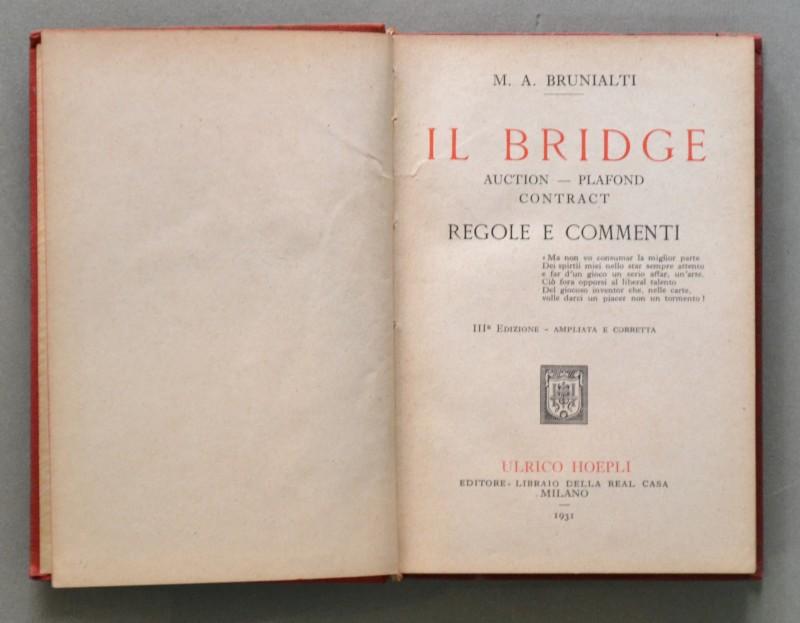 M. A. BRUNIALTI
IL BRIDGE
AUCTION — PLAFOND
CONTRACT
REGOLE E COMMENTI
« Ma non vo consumar la miglior parte
Dei spirtli miei nello star sempre attento
e far d'un gioco un serio affar, un'arte.
Ciò fora opporsi al liberal talento
Del giocoso inventor che, nelle carte,
volle darci un piacer non un tormento!
IIIª EDIZIONE - AMPLIATA E CORRETTA
ULRICO HOEPLI
EDITORE-LIBRAIO DELLA REAL CASA
MILANO
1931